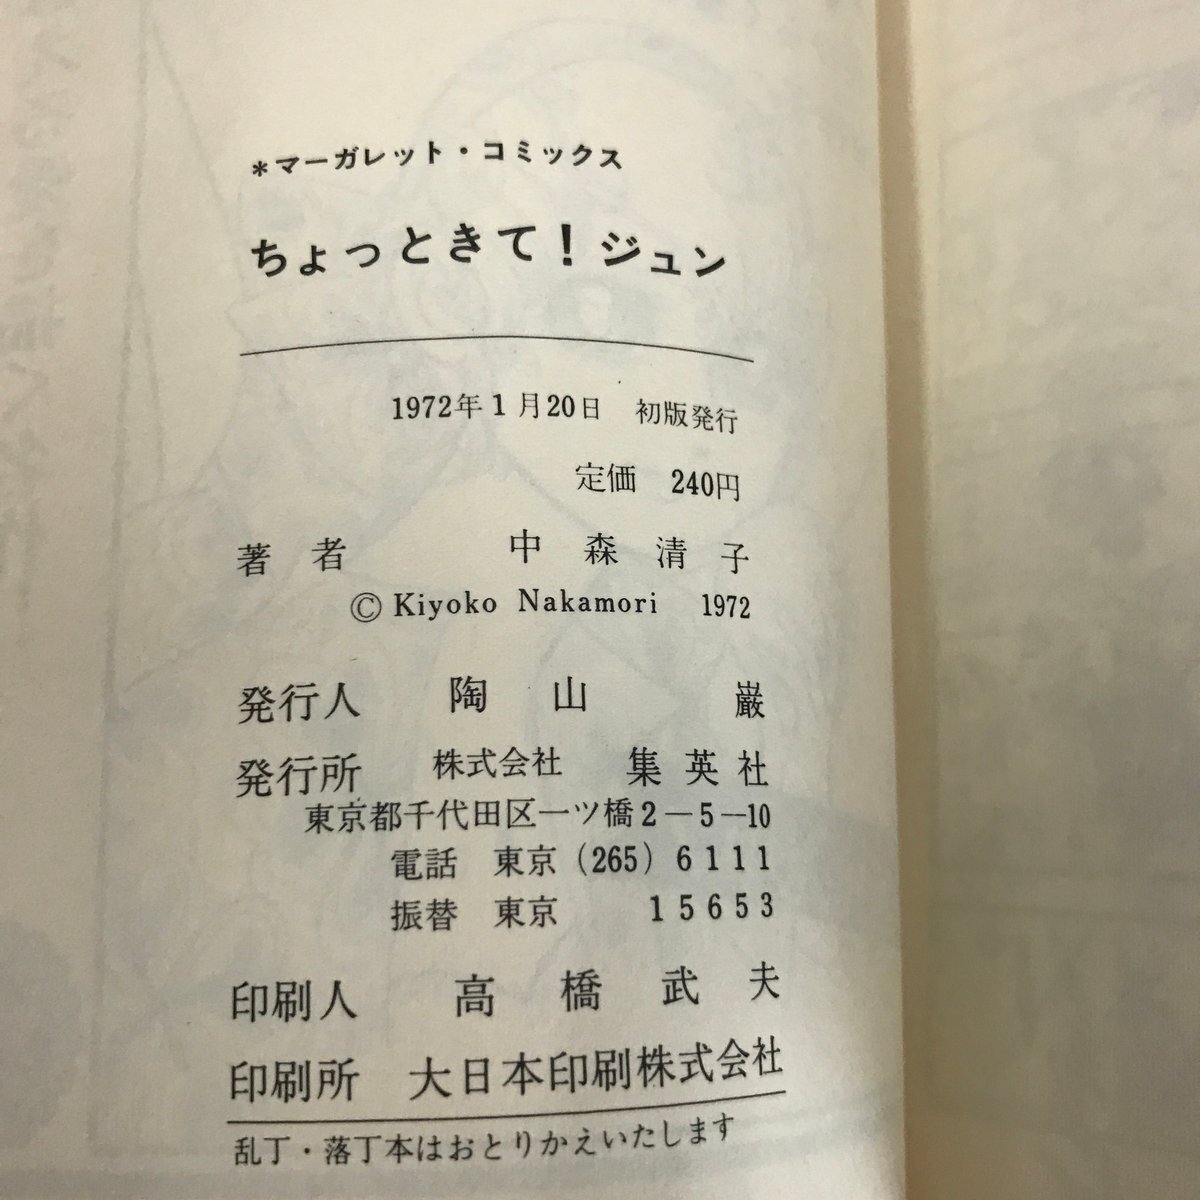 ＊マーガレット・コミックス
ちょっときて！ジュン
1972年1月20日 初版発行
定価 240円
著者 中森清子
© Kiyoko Nakamori 1972
発行人 陶山巌
発行所 株式会社 集英社
東京都千代田区一ツ橋2－5－10
電話 東京（265）6111
振替 東京 15653
印刷人 高橋武夫
印刷所 大日本印刷株式会社
乱丁・落丁本はおとりかえいたします